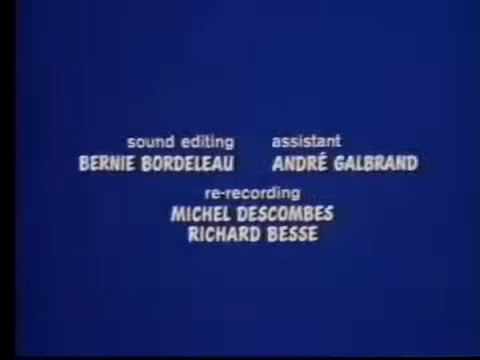 sound editing assistant
BERNIE BORDELEAU ANDRÉ GALBRAND
re-recording
MICHEL DESCOMBES
RICHARD BESSE